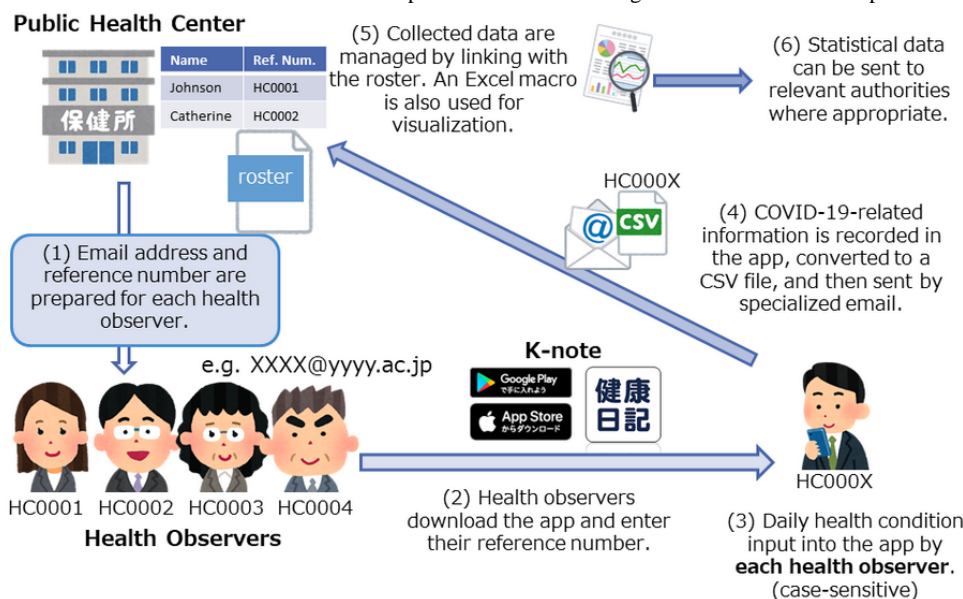 Public Health Center
Name Ref. Num.
Johnson HC0001
Catherine HC0002
保健所
roster
(5) Collected data are
managed by linking with
the roster. An Excel macro
is also used for
visualization.
(6) Statistical data
can be sent to
relevant authorities
where appropriate.
(1) Email address and
reference number are
prepared for each health
observer.
HC000X
@
CSV
(4) COVID-19-related
information is recorded in
the app, converted to a
CSV file, and then sent by
specialized email.
e.g. XXXX@yyyy.ac.jp
K-note
Google Play
で手に入れよう
App Store
からダウンロード
健康
日記
HC0001 HC0002 HC0003 HC0004
Health Observers
(2) Health observers
download the app and enter
their reference number.
HC000X
(3) Daily health condition
input into the app by
each health observer.
(case-sensitive)